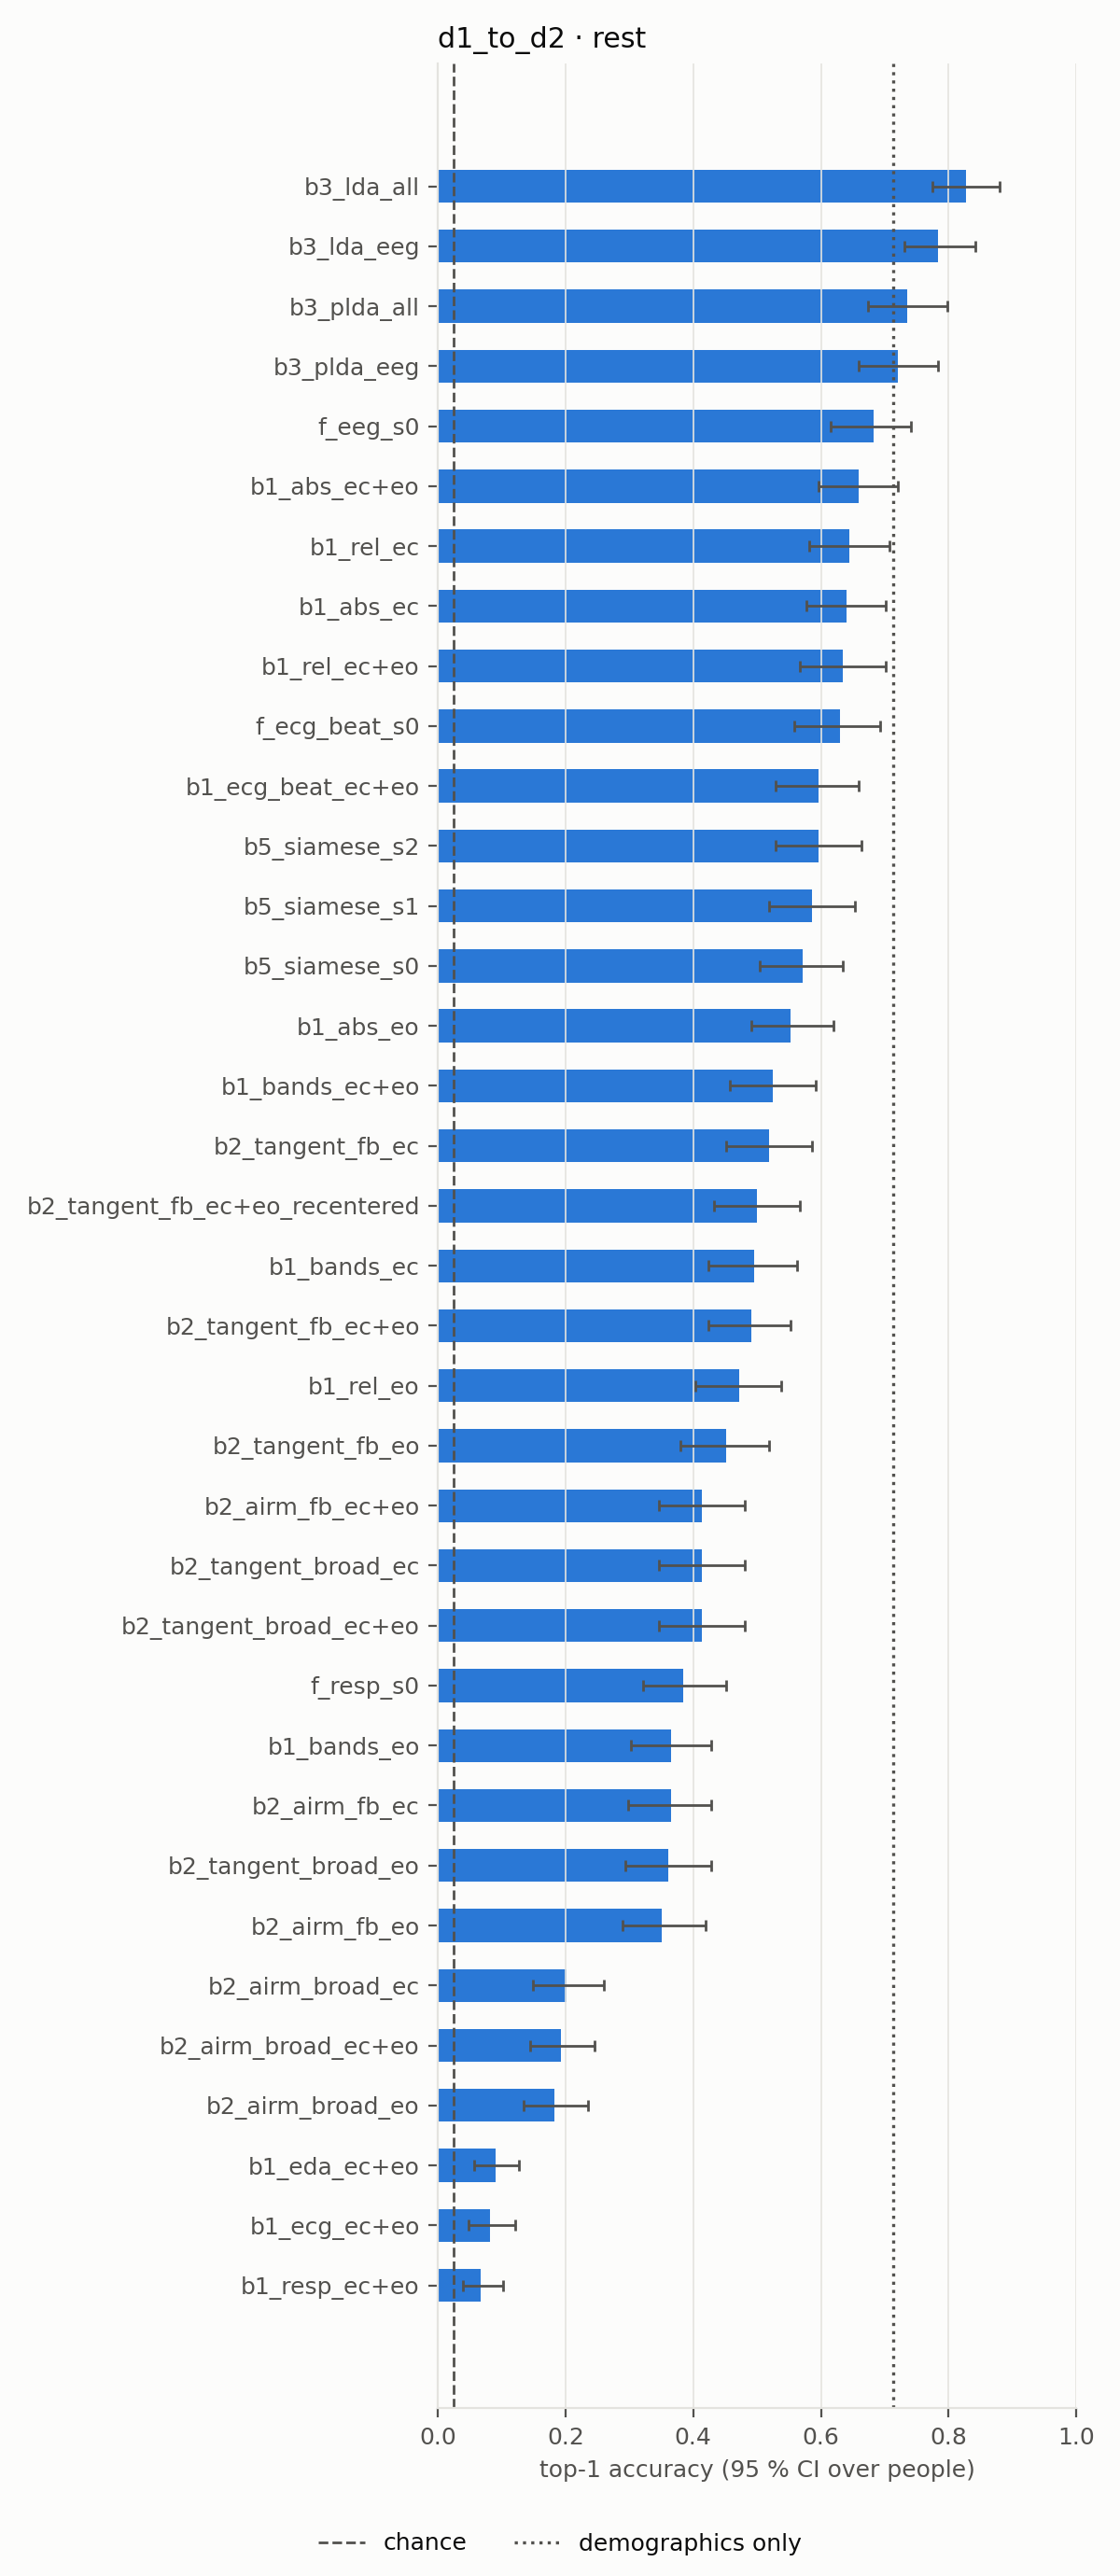 d1_to_d2 · rest
b3_lda_all
b3_lda_eeg
b3_plda_all
b3_plda_eeg
f_eeg_s0
b1_abs_ec+eo
b1_rel_ec
b1_abs_ec
b1_rel_ec+eo
f_ecg_beat_s0
b1_ecg_beat_ec+eo
b5_siamese_s2
b5_siamese_s1
b5_siamese_s0
b1_abs_eo
b1_bands_ec+eo
b2_tangent_fb_ec
b2_tangent_fb_ec+eo_recentered
b1_bands_ec
b2_tangent_fb_ec+eo
b1_rel_eo
b2_tangent_fb_eo
b2_airm_fb_ec+eo
b2_tangent_broad_ec
b2_tangent_broad_ec+eo
f_resp_s0
b1_bands_eo
b2_airm_fb_ec
b2_tangent_broad_eo
b2_airm_fb_eo
b2_airm_broad_ec
b2_airm_broad_ec+eo
b2_airm_broad_eo
b1_eda_ec+eo
b1_ecg_ec+eo
b1_resp_ec+eo
0.0 0.2 0.4 0.6 0.8 1.0
top-1 accuracy (95 % CI over people)
chance demographics only